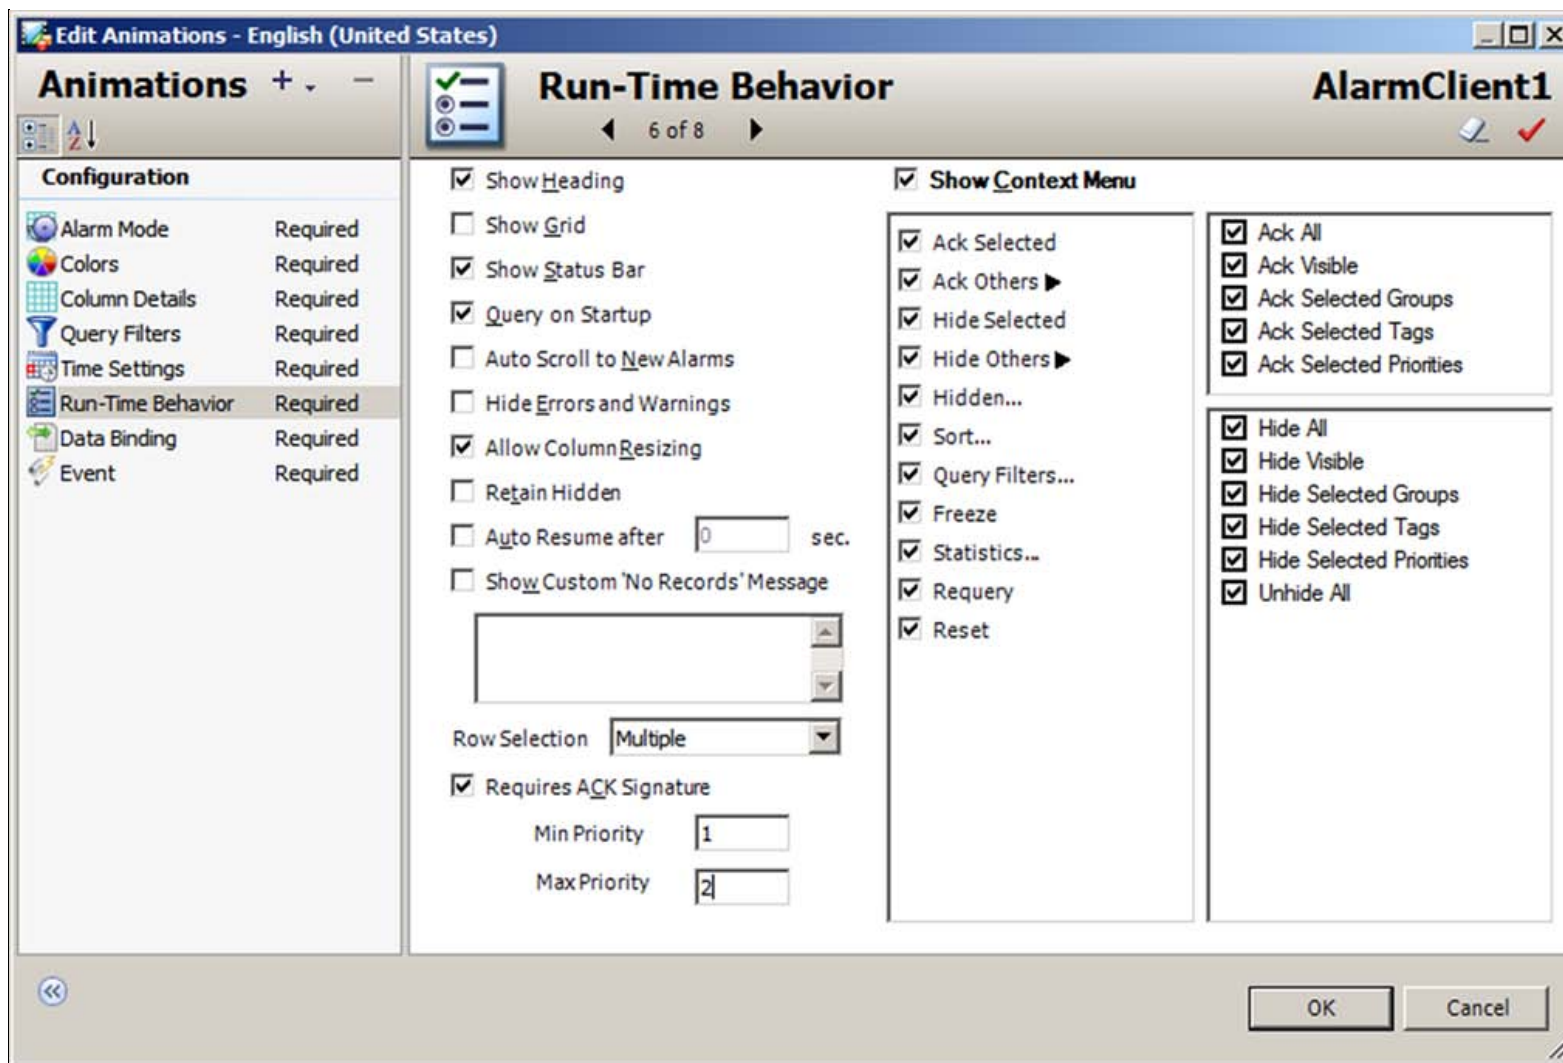 Edit Animations - English (United States)
Animations
Run-Time Behavior
AlarmClient1
6 of 8
Configuration
Alarm Mode Required
Colors Required
Column Details Required
Query Filters Required
Time Settings Required
Run-Time Behavior Required
Data Binding Required
Event Required
Show Heading
Show Grid
Show Status Bar
Query on Startup
Auto Scroll to New Alarms
Hide Errors and Warnings
Allow Column Resizing
Retain Hidden
Auto Resume after 0 sec.
Show Custom 'No Records' Message
Row Selection Multiple
Requires ACK Signature
Min Priority 1
Max Priority 2
Show Context Menu
Ack Selected
Ack Others
Hide Selected
Hide Others
Hidden...
Sort...
Query Filters...
Freeze
Statistics...
Requery
Reset
Ack All
Ack Visible
Ack Selected Groups
Ack Selected Tags
Ack Selected Priorities
Hide All
Hide Visible
Hide Selected Groups
Hide Selected Tags
Hide Selected Priorities
Unhide All
OK Cancel